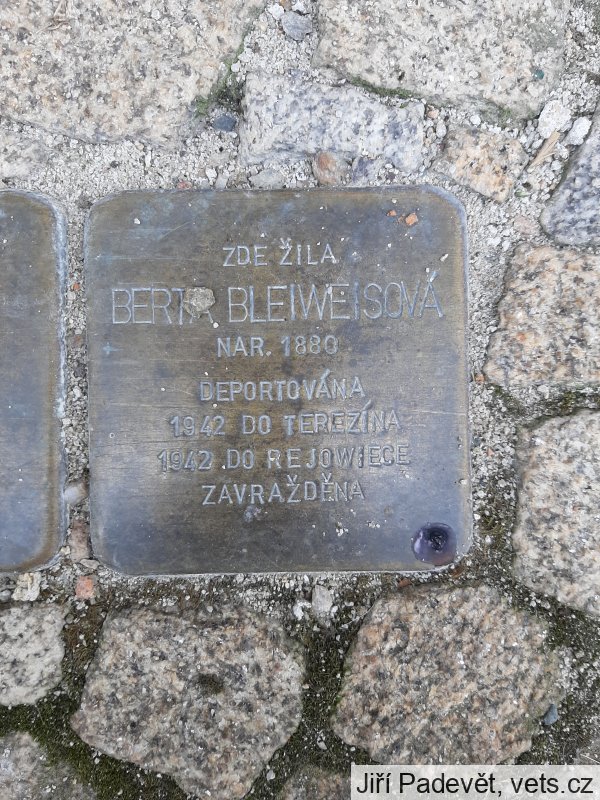 ZDE ŽILA
BERTA BLEIWEISOVÁ
NAR. 1880
DEPORTOVÁNA
1942 DO TEREZÍNA
1942 DO REJOWIECE
ZAVRAŽDĚNA
Jiří Padevět, vets.cz